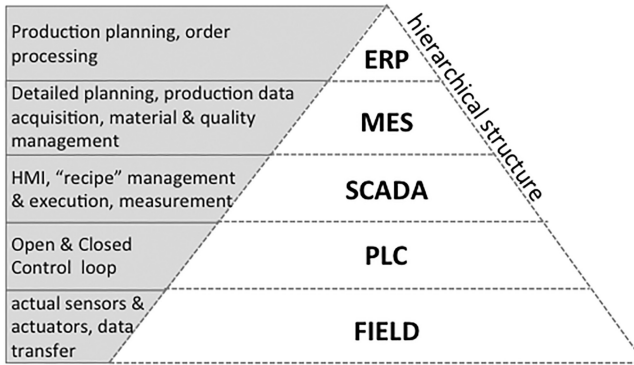 Production planning, order
processing
ERP
Detailed planning, production data
acquisition, material & quality
management
MES
HMI, “recipe” management
& execution, measurement
SCADA
Open & Closed
Control loop
PLC
actual sensors &
actuators, data
transfer
FIELD
hierarchical structure